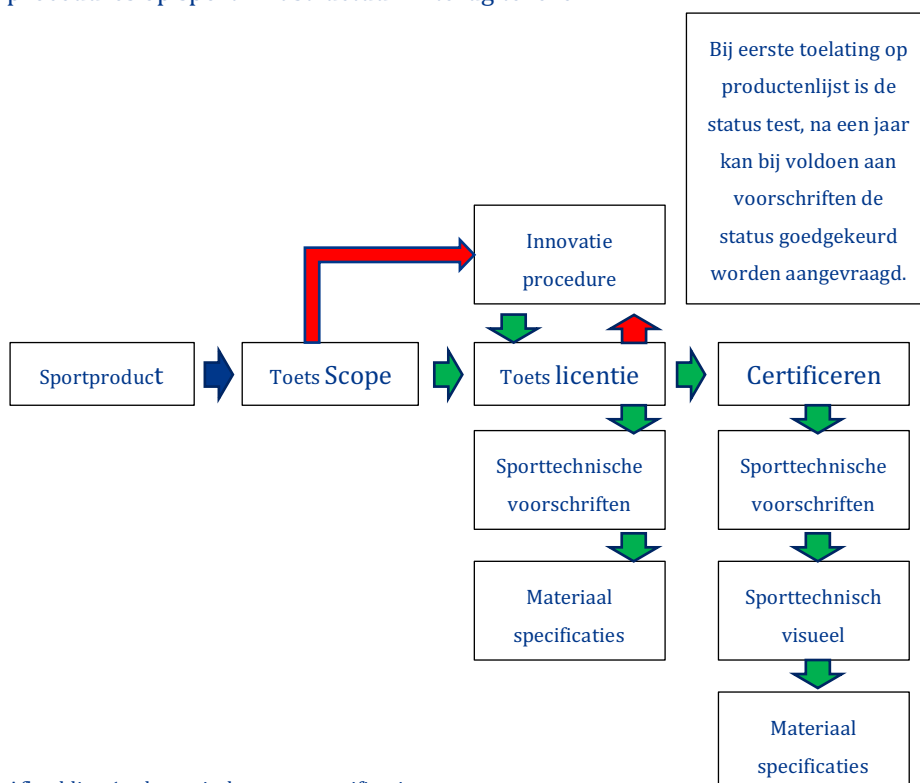 Bij eerste toelating op
productenlijst is de
status test, na een jaar
kan bij voldoen aan
voorschriften de
status goedgekeurd
worden aangevraagd.
Innovatie
procedure
Sportproduct
Toets Scope
Toets licentie
Certificeren
Sporttechnische
voorschriften
Sporttechnische
voorschriften
Materiaal
specificaties
Sporttechnisch
visueel
Materiaal
specificaties